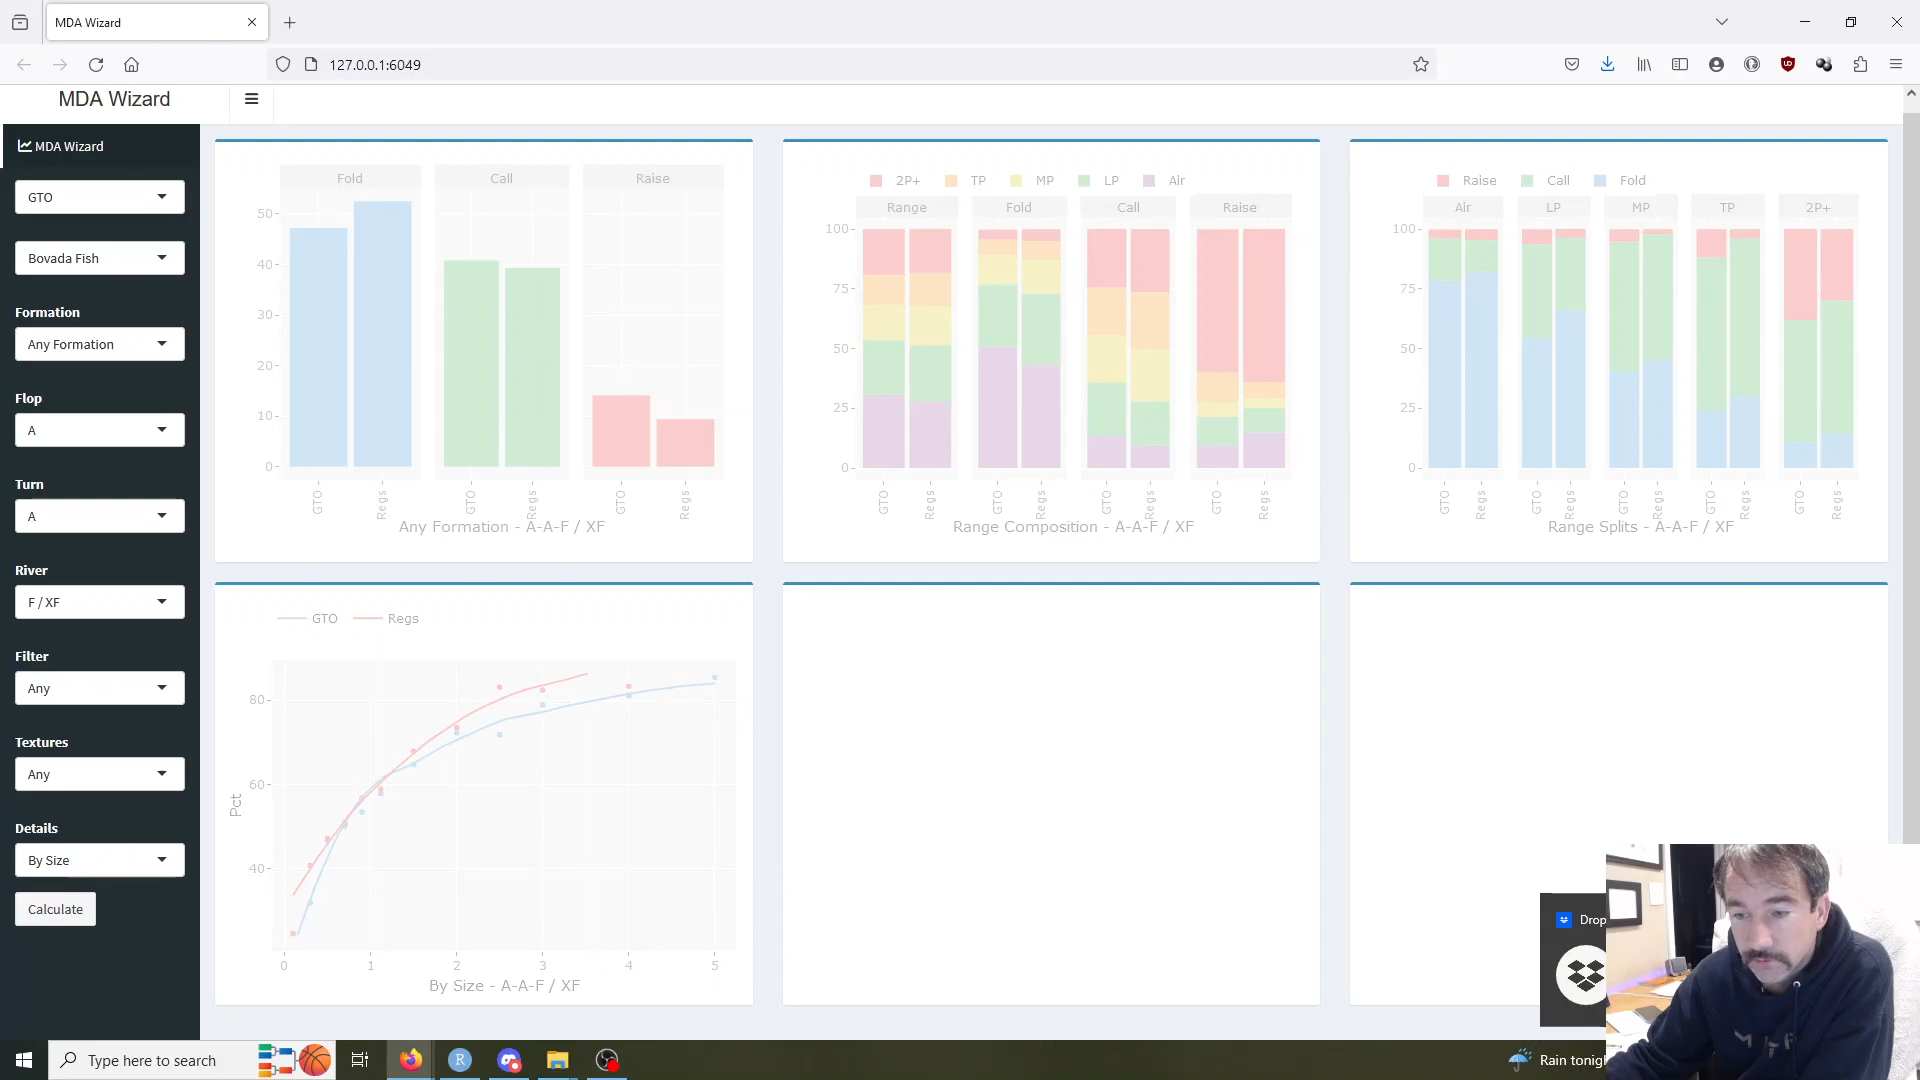 MDA Wizard
127.0.0.1:6049
MDA Wizard
MDA Wizard
GTO
Bovada Fish
Formation
Any Formation
Flop
A
Turn
A
River
F / XF
Filter
Any
Textures
Any
Details
By Size
Calculate
Fold Call Raise
50
40
30
20
10
0
GTO Regs GTO Regs GTO Regs
Any Formation - A-A-F / XF
2P+ TP MP LP Air
Range Fold Call Raise
100
75
50
25
0
GTO Regs GTO Regs GTO Regs GTO Regs
Range Composition - A-A-F / XF
Raise Call Fold
Air LP MP TP 2P+
100
75
50
25
0
GTO Regs GTO Regs GTO Regs GTO Regs GTO Regs
Range Splits - A-A-F / XF
GTO Regs
Pct
80
60
40
0 1 2 3 4 5
By Size - A-A-F / XF
Drop
Type here to search
Rain tonigh